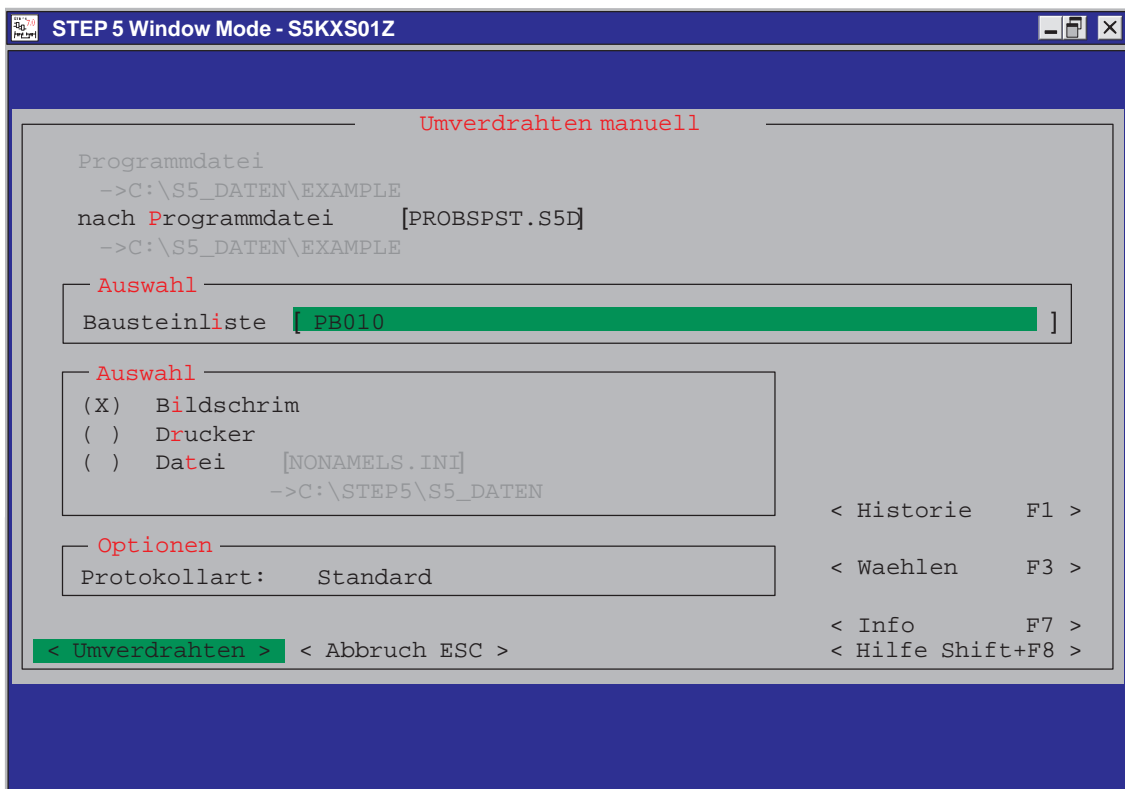 STEP 5 Window Mode - S5KXS01Z
Umverdrahten manuell
Programmdatei
->C:\S5_DATEN\EXAMPLE
nach Programmdatei [PROBSPST.S5D]
->C:\S5_DATEN\EXAMPLE
Auswahl
Bausteinliste [ PB010 ]
Auswahl
(X) Bildschrim
( ) Drucker
( ) Datei [NONAMELS.INI]
->C:\STEP5\S5_DATEN
< Historie F1 >
Optionen
Protokollart: Standard
< Waehlen F3 >
< Info F7 >
< Umverdrahten > < Abbruch ESC > < Hilfe Shift+F8 >